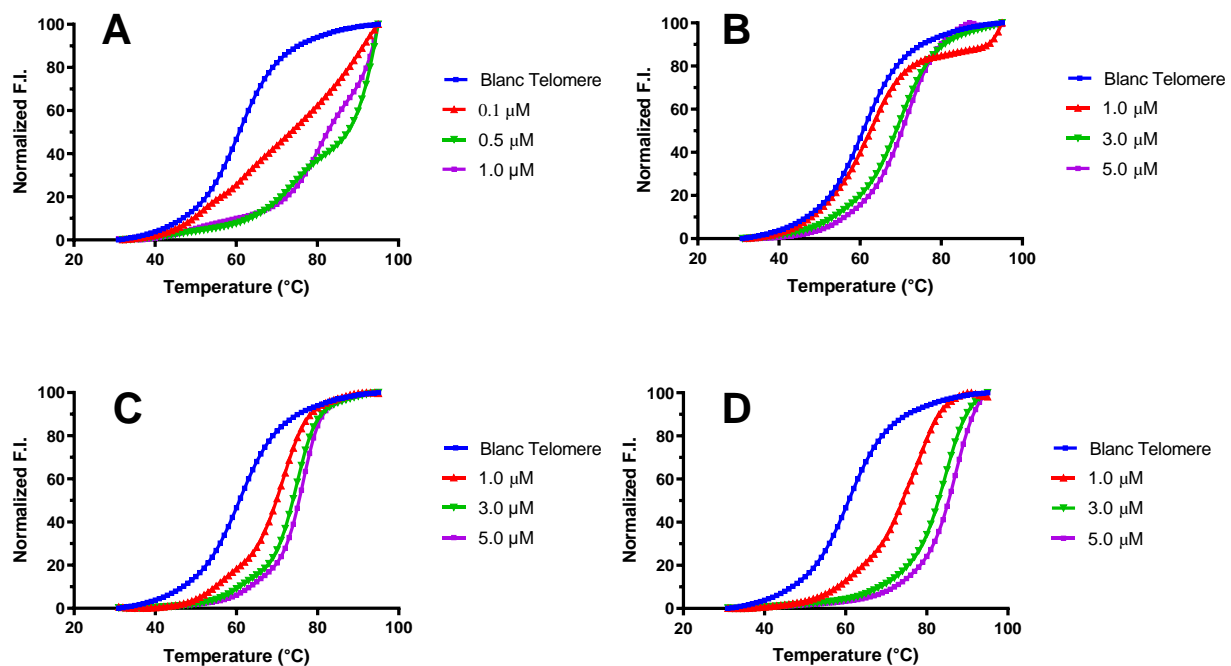 A
Normalized F.I.
100
80
60
40
20
0
20 40 60 80 100
Temperature (°C)
Blanc Telomere
0.1 μM
0.5 μM
1.0 μM
B
Normalized F.I.
100
80
60
40
20
0
20 40 60 80 100
Temperature (°C)
Blanc Telomere
1.0 μM
3.0 μM
5.0 μM
C
Normalized F.I.
100
80
60
40
20
0
20 40 60 80 100
Temperature (°C)
Blanc Telomere
1.0 μM
3.0 μM
5.0 μM
D
Normalized F.I.
100
80
60
40
20
0
20 40 60 80 100
Temperature (°C)
Blanc Telomere
1.0 μM
3.0 μM
5.0 μM